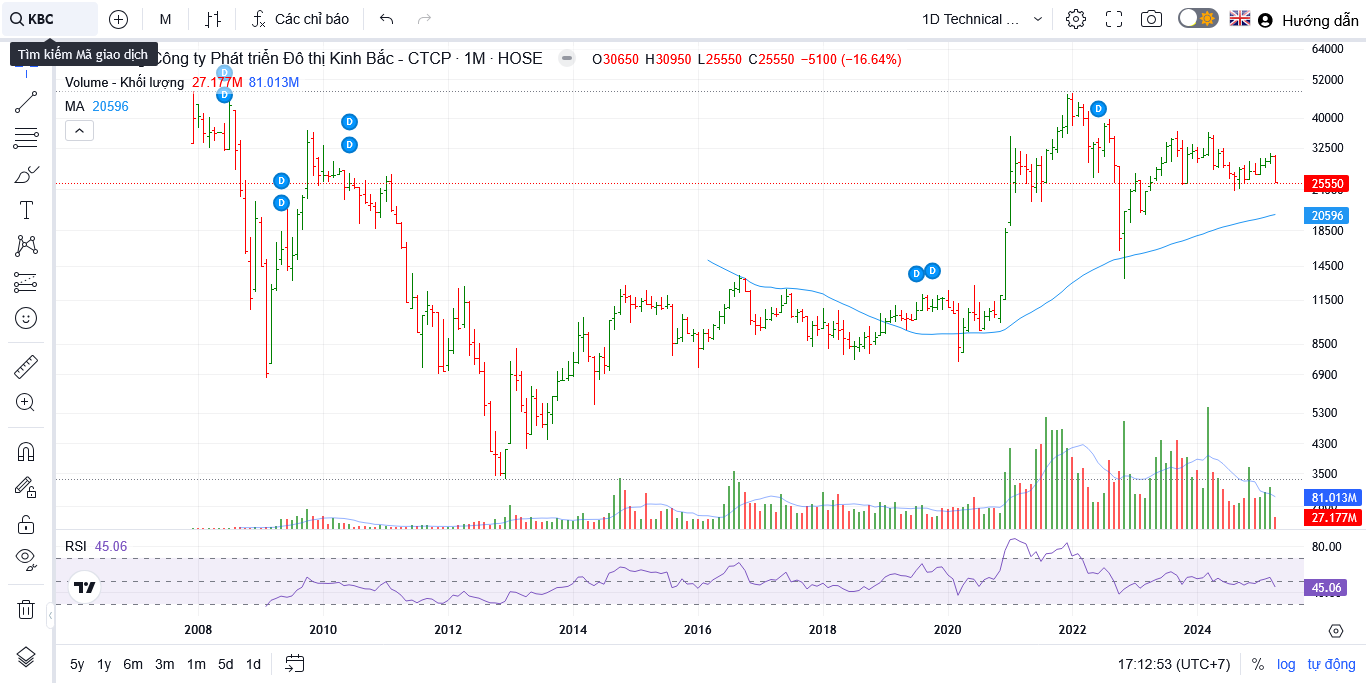 KBC
M
Các chỉ báo
1D Technical ...
Hướng dẫn
Tìm kiếm Mã giao dịch
Công ty Phát triển Đô thị Kinh Bắc - CTCP · 1M · HOSE
O30650 H30950 L25550 C25550 −5100 (−16.64%)
Volume - Khối lượng 27.177M 81.013M
MA 20596
D
D
D
D
D
D
D
D
D
64000
52000
40000
32500
25550
20596
18500
14500
11500
8500
6900
5300
4300
3500
81.013M
27.177M
RSI 45.06
80.00
45.06
2008 2010 2012 2014 2016 2018 2020 2022 2024
5y 1y 6m 3m 1m 5d 1d
17:12:53 (UTC+7) % log tự động